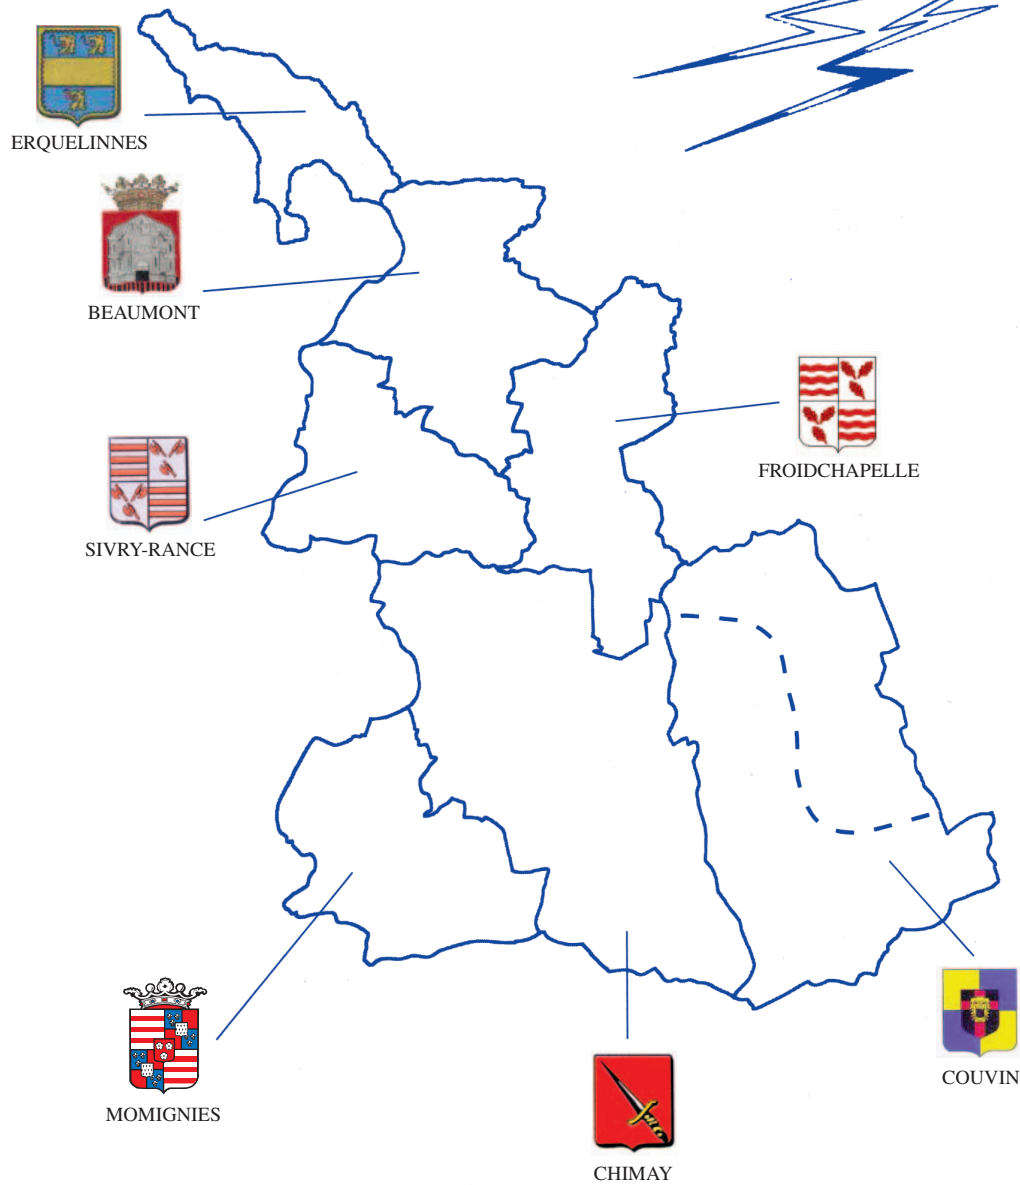 ERQUELINNES
BEAUMONT
FROIDCHAPELLE
SIVRY-RANCE
COUVIN
MOMIGNIES
CHIMAY